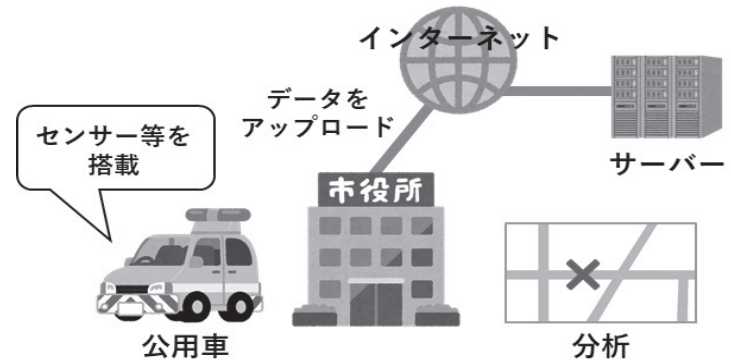 インターネット
データを
アップロード
センサー等を
搭載
サーバー
市役所
公用車
分析